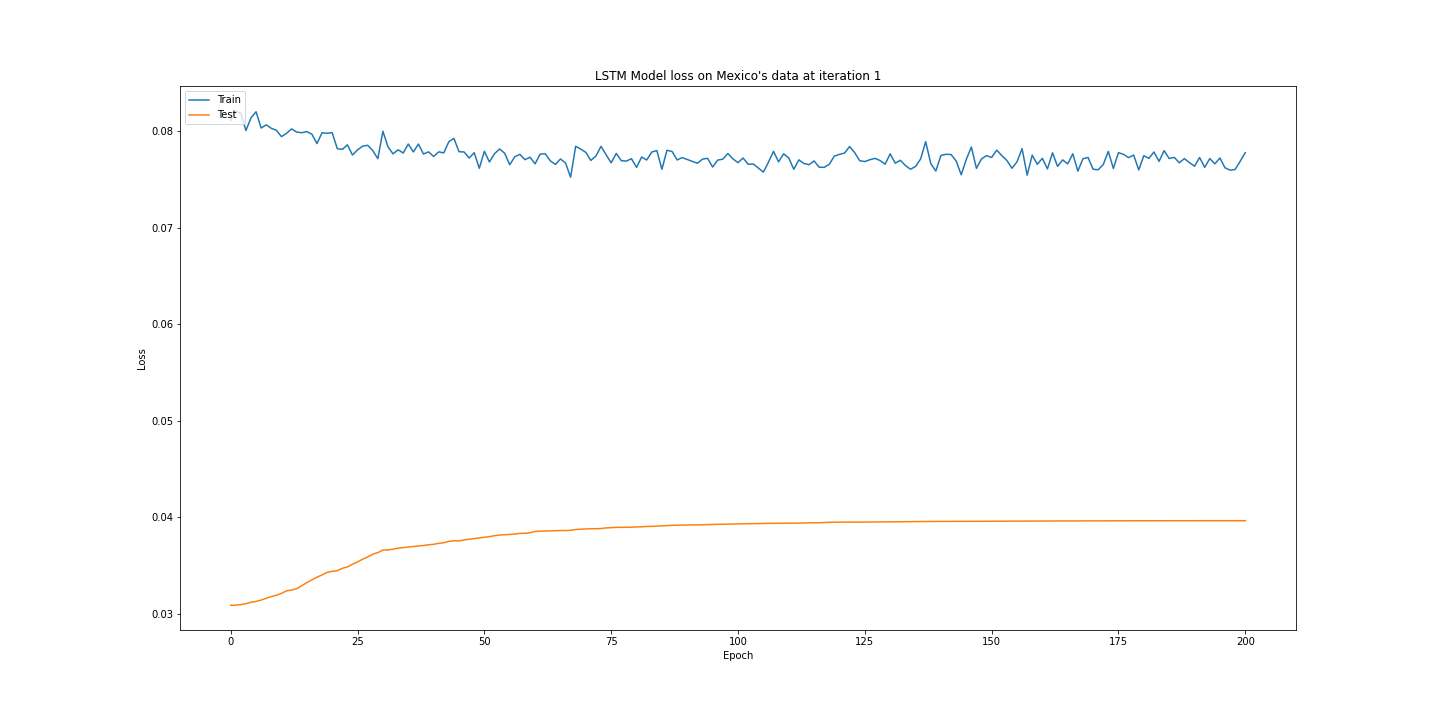 LSTM Model loss on Mexico's data at iteration 1
Train
Test
0.08
0.07
0.06
0.05
0.04
0.03
Loss
0 25 50 75 100 125 150 175 200
Epoch